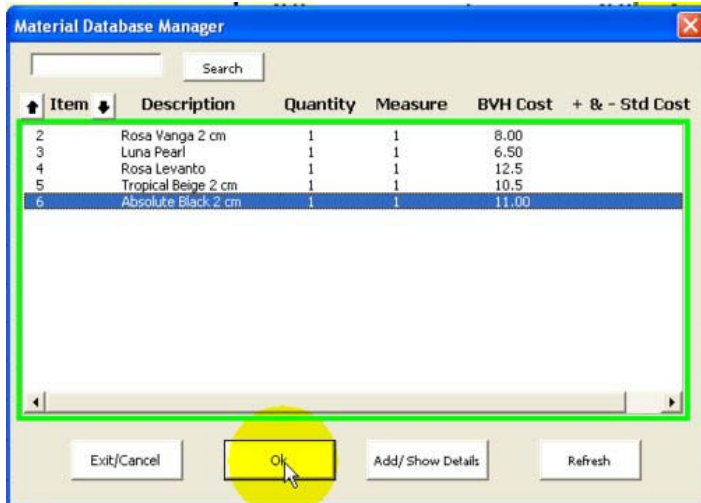 Material Database Manager
Search
Item Description Quantity Measure BVH Cost + & - Std Cost
2 Rosa Vanga 2 cm 1 1 8.00
3 Luna Pearl 1 1 6.50
4 Rosa Levanto 1 1 12.5
5 Tropical Beige 2 cm 1 1 10.5
6 Absolute Black 2 cm 1 1 11.00
Exit/Cancel Ok Add/Show Details Refresh